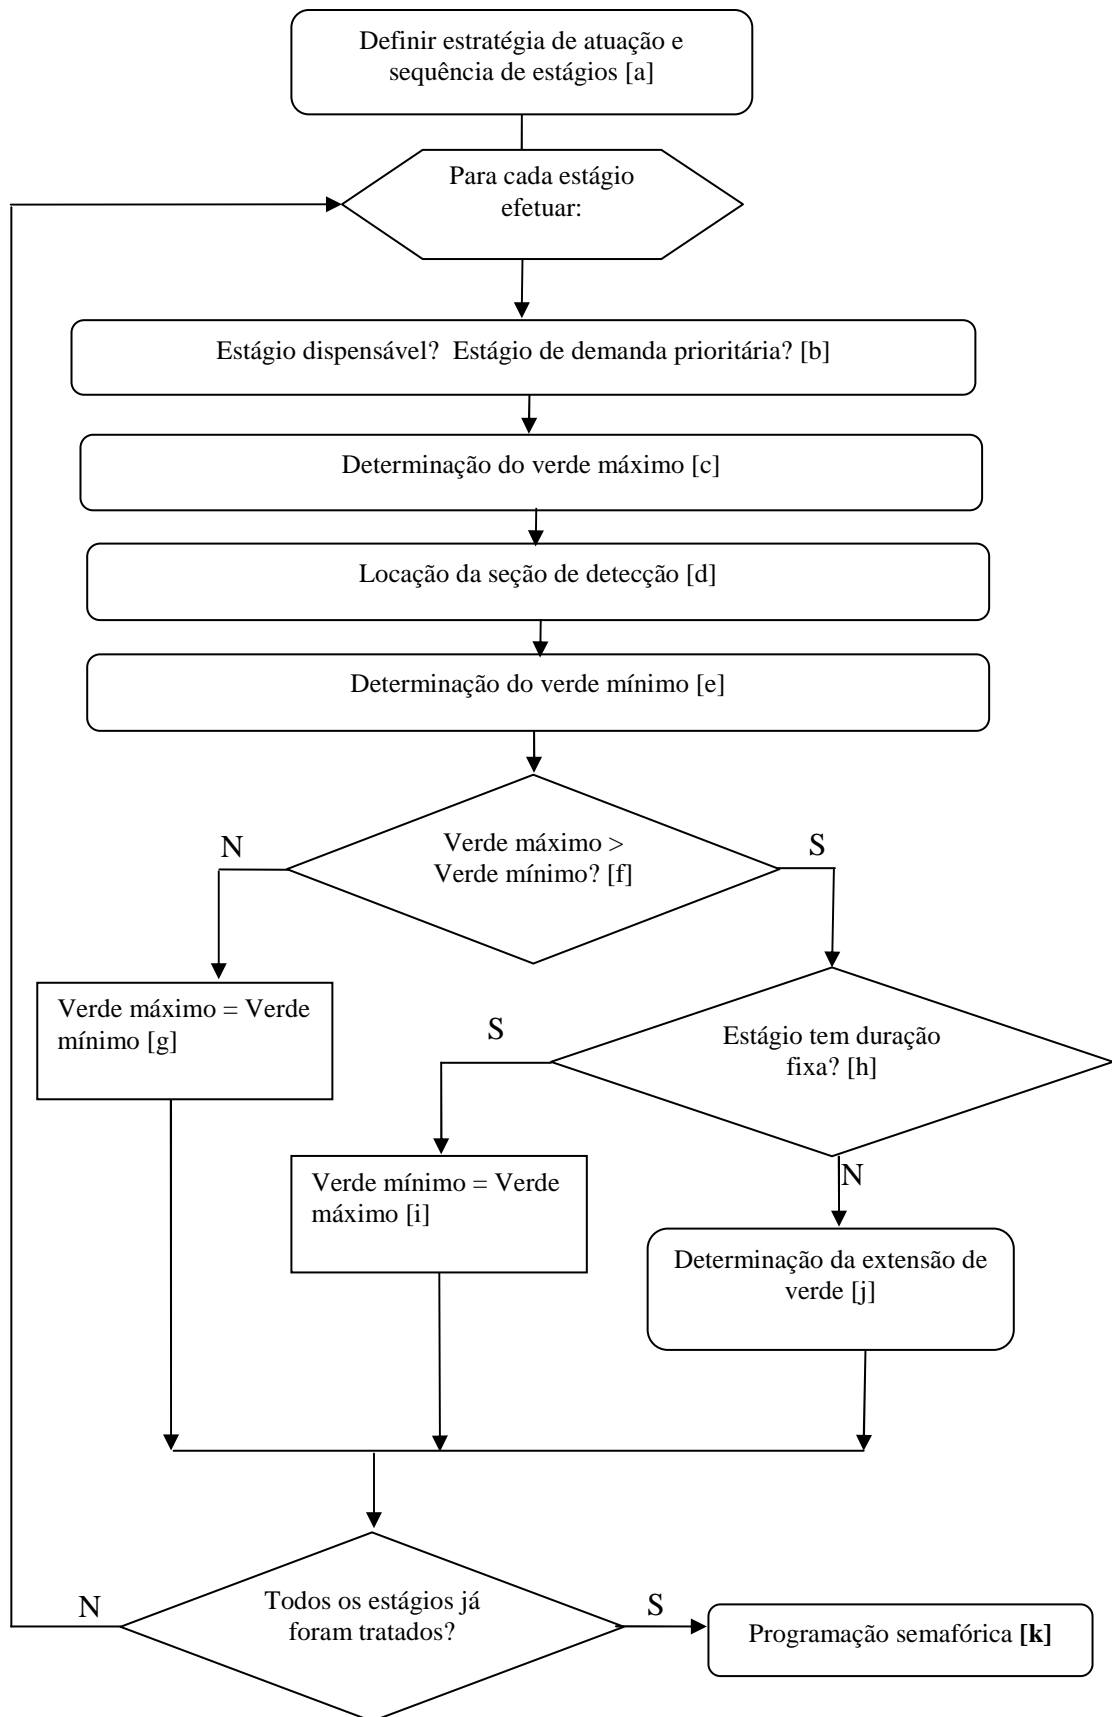 Definir estratégia de atuação e
sequência de estágios [a]
Para cada estágio
efetuar:
Estágio dispensável?  Estágio de demanda prioritária? [b]
Determinação do verde máximo [c]
Locação da seção de detecção [d]
Determinação do verde mínimo [e]
Verde máximo >
Verde mínimo? [f]
N
S
Verde máximo = Verde
mínimo [g]
Estágio tem duração
fixa? [h]
S
N
Verde mínimo = Verde
máximo [i]
Determinação da extensão de
verde [j]
Todos os estágios já
foram tratados?
N
S
Programação semafórica [k]